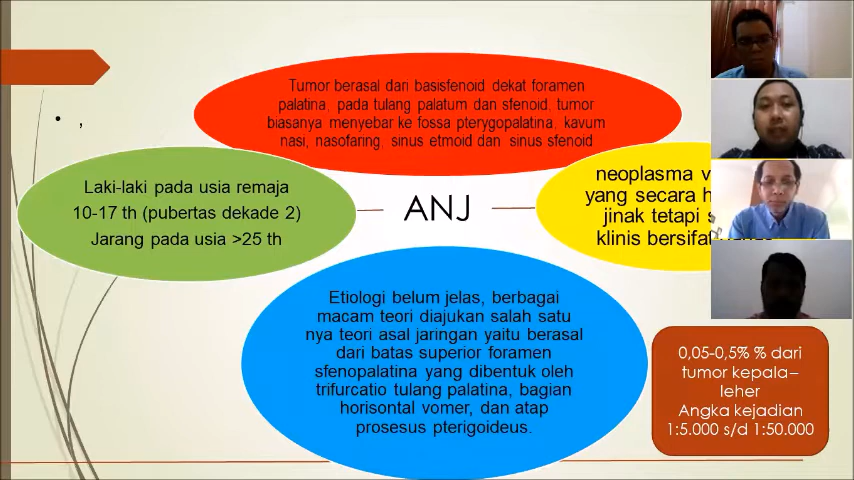 Tumor berasal dari basisfenoid dekat foramen
palatina, pada tulang palatum dan sfenoid, tumor
biasanya menyebar ke fossa pterygopalatina, kavum
nasi, nasofaring, sinus etmoid dan sinus sfenoid
• ,
Laki-laki pada usia remaja
10-17 th (pubertas dekade 2)
Jarang pada usia >25 th
ANJ
neoplasma v
yang secara h
jinak tetapi s
klinis bersifat
Etiologi belum jelas, berbagai
macam teori diajukan salah satu
nya teori asal jaringan yaitu berasal
dari batas superior foramen
sfenopalatina yang dibentuk oleh
trifurcatio tulang palatina, bagian
horisontal vomer, dan atap
prosesus pterigoideus.
0,05-0,5% % dari
tumor kepala–
leher
Angka kejadian
1:5.000 s/d 1:50.000